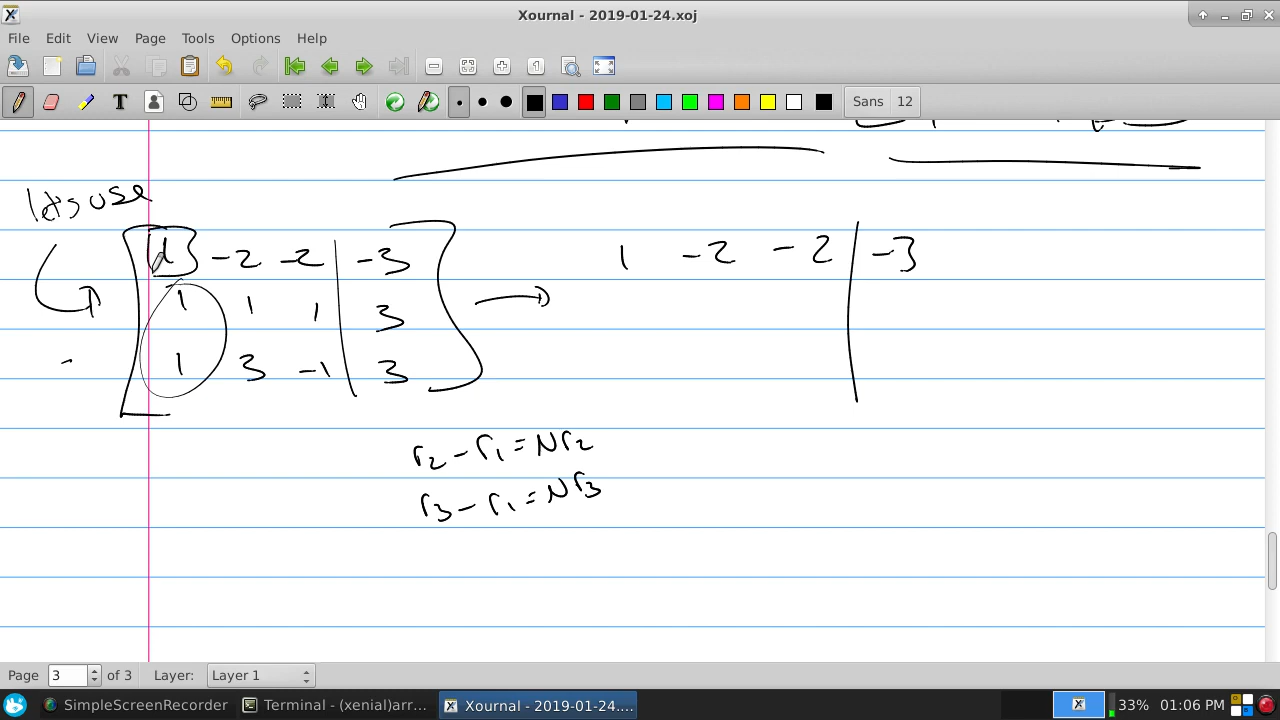 Xournal - 2019-01-24.xoj
File Edit View Page Tools Options Help
Sans 12
let's use
1 -2 -2 | -3
1 1 1 | 3
1 3 -1 | 3
1 -2 -2 | -3
r2 - r1 = Nr2
r3 - r1 = Nr3
Page 3 of 3 Layer: Layer 1
SimpleScreenRecorder Terminal - (xenial)arr... Xournal - 2019-01-24.... 33% 01:06 PM